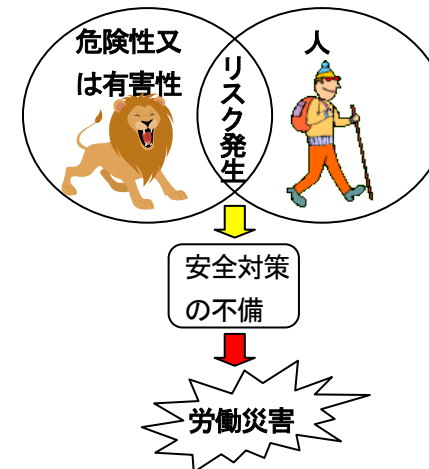 危険性又
は有害性
人
リスク発生
安全対策
の不備
労働災害